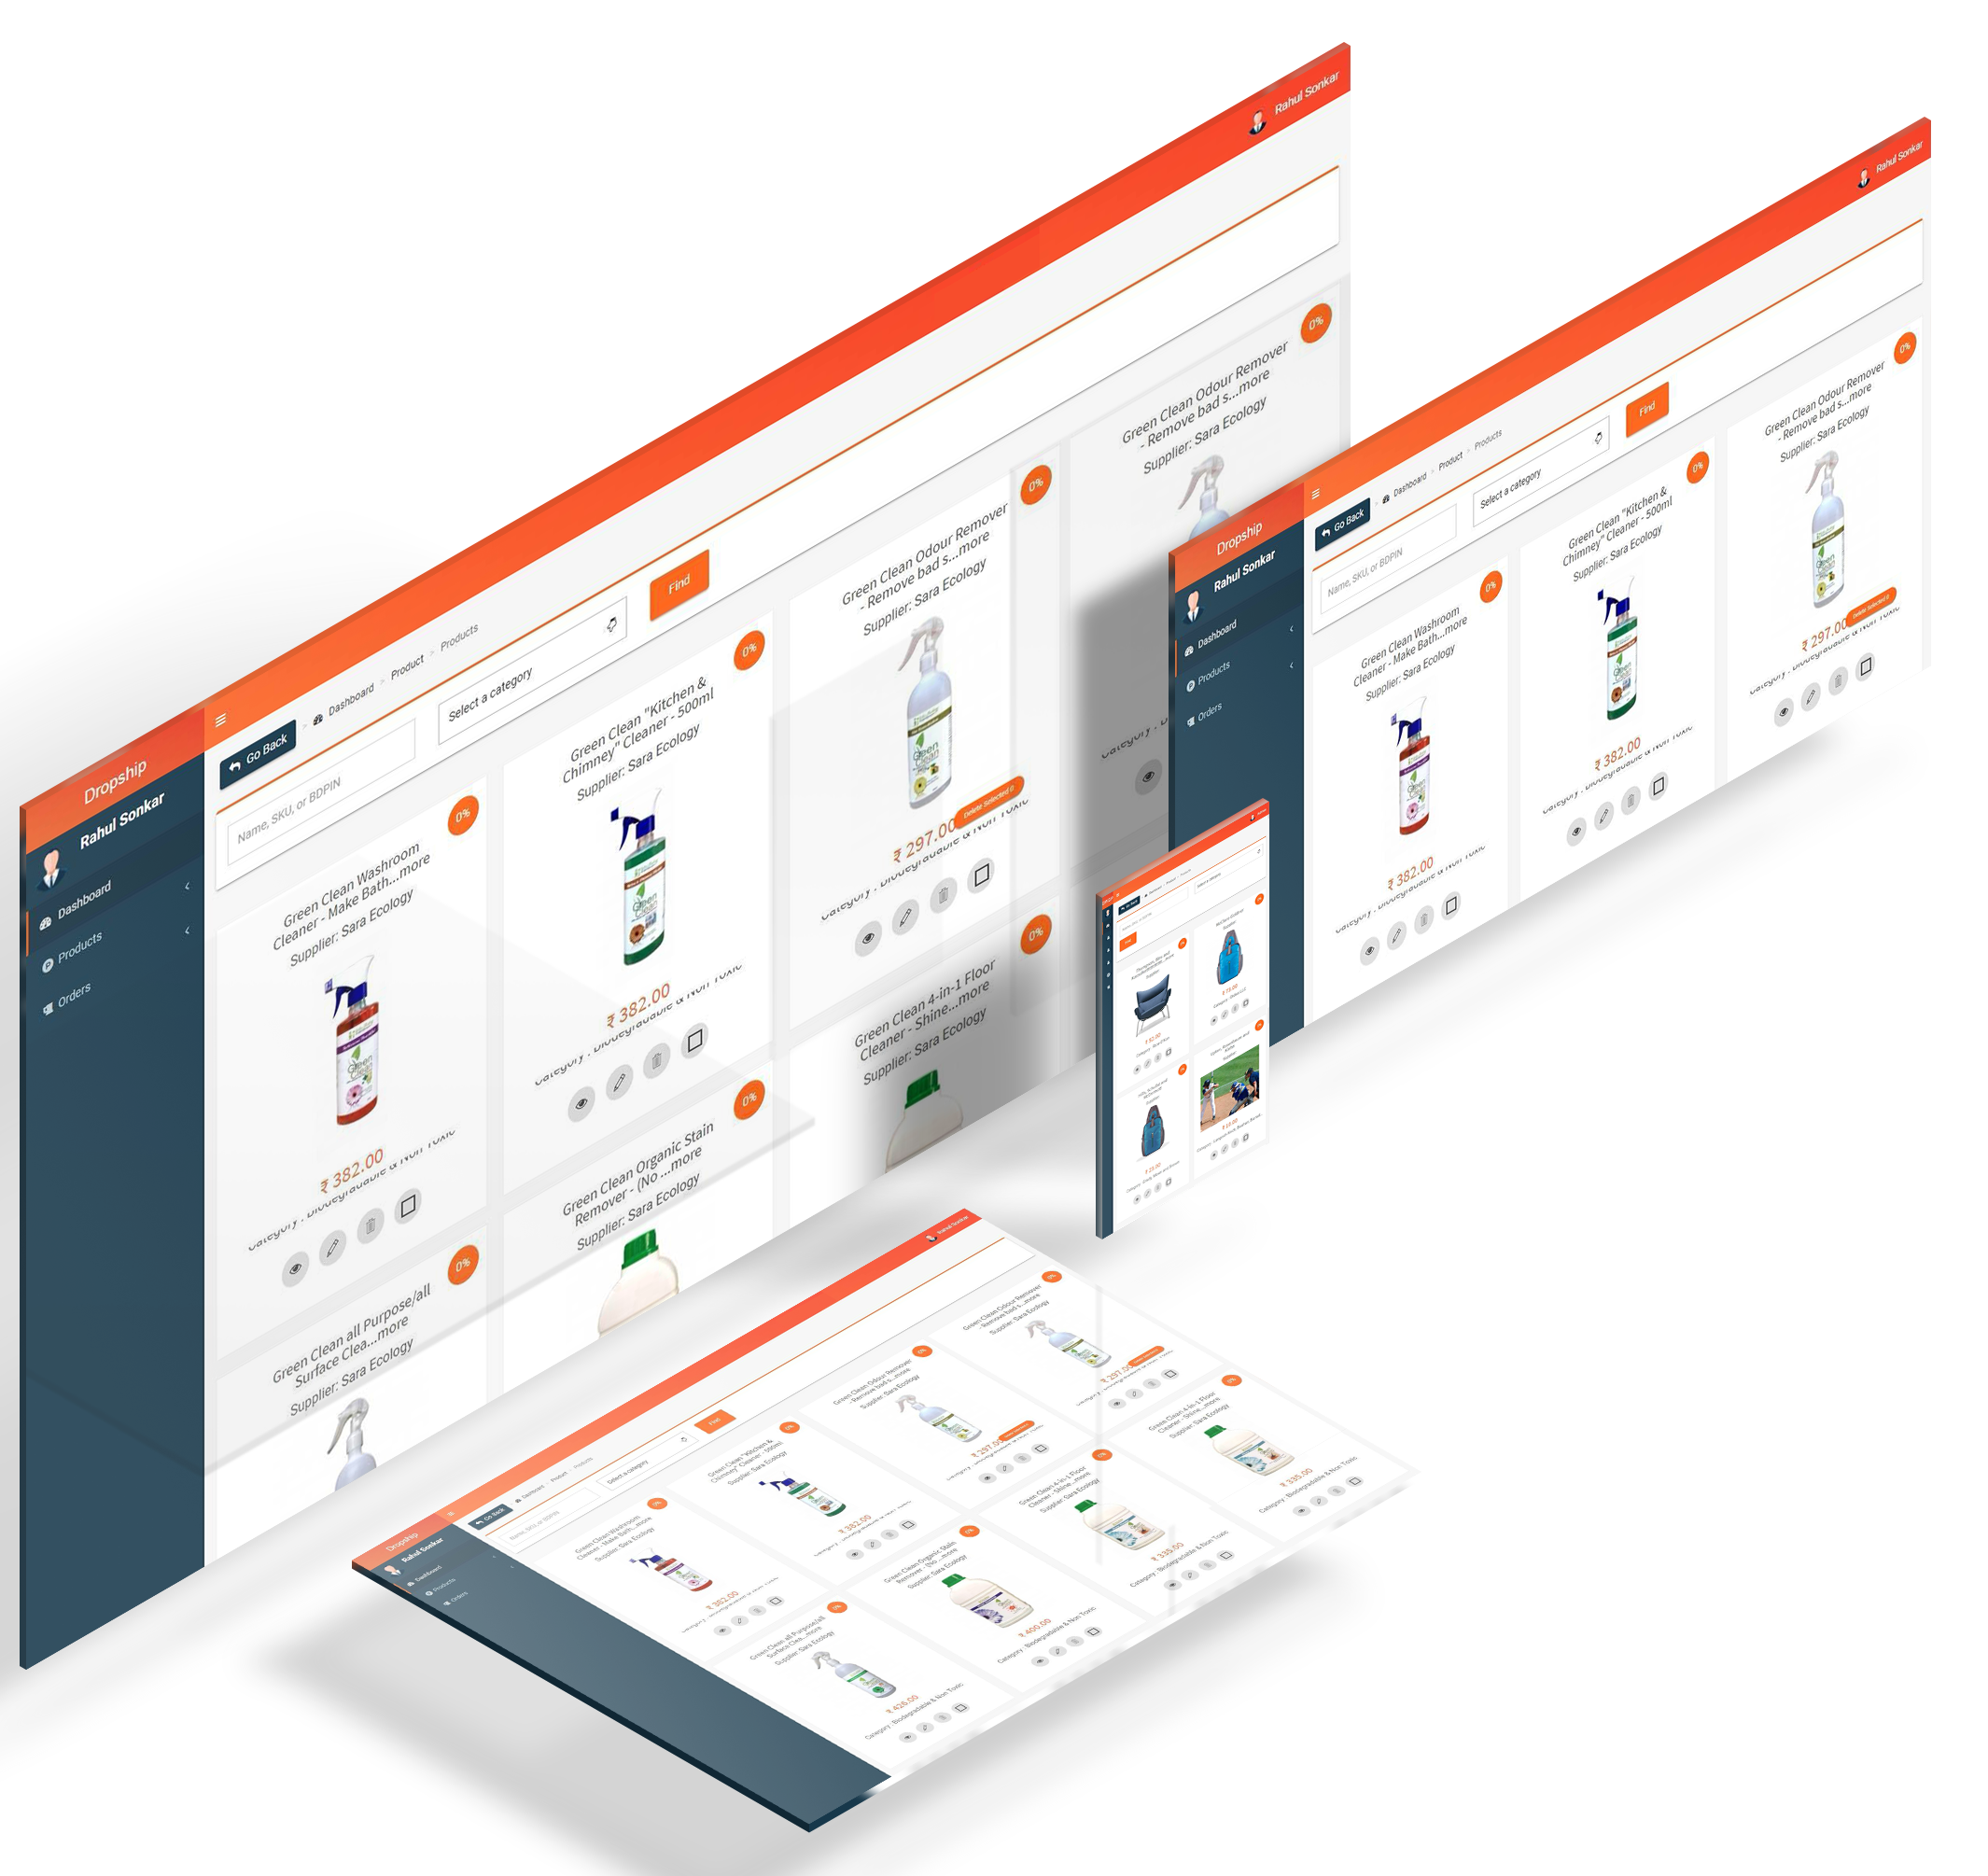 Rahul Sonkar
Dropship
Rahul Sonkar
Dashboard
Products
Orders
Go Back
Dashboard > Product > Products
Name, SKU, or BDPIN
Select a category
Find
0%
Green Clean Washroom
Cleaner - Make Bath...more
Supplier: Sara Ecology
₹ 382.00
Category : Biodegradable & Non Toxic
0%
Green Clean "Kitchen &
Chimney" Cleaner - 500ml
Supplier: Sara Ecology
₹ 382.00
Category : Biodegradable & Non Toxic
0%
Green Clean Odour Remover
- Remove bad s...more
Supplier: Sara Ecology
Green
Clean
₹ 297.00
Delete Selected 0
Category : Biodegradable & Non Toxic
0%
Green Clean Odour Remover
- Remove bad s...more
Supplier: Sara Ecology
Category : B
Green Clean all Purpose/all
Surface Clea...more
Supplier: Sara Ecology
0%
Green Clean Organic Stain
Remover - (No ...more
Supplier: Sara Ecology
0%
Green Clean 4-in-1 Floor
Cleaner - Shine...more
Supplier: Sara Ecology
0%
Rahul Sonkar
Dropship
Rahul Sonkar
Dashboard
Products
Orders
Go Back
Dashboard > Product > Products
Name, SKU, or BDPIN
Select a category
Find
0%
Green Clean Washroom
Cleaner - Make Bath...more
Supplier: Sara Ecology
₹ 382.00
Category : Biodegradable & Non Toxic
0%
Green Clean "Kitchen &
Chimney" Cleaner - 500ml
Supplier: Sara Ecology
₹ 382.00
Category : Biodegradable & Non Toxic
0%
Green Clean Odour Remover
- Remove bad s...more
Supplier: Sara Ecology
₹ 297.00
Delete Selected 0
Category : Biodegradable & Non Toxic
Rahul Sonkar
Dropship
Rahul Sonkar
Dashboard
Products
Orders
Go Back
Dashboard Product Products
Name, SKU, or BDPIN
Select a category
Find
0%
Green Clean Washroom
Cleaner - Make Bath...more
Supplier: Sara Ecology
₹ 382.00
0%
Green Clean "Kitchen &
Chimney" Cleaner - 500ml
Supplier: Sara Ecology
₹ 382.00
0%
Green Clean Odour Remover
- Remove bad s...more
Supplier: Sara Ecology
₹ 297.00
0%
Green Clean Odour Remover
- Remove bad s...more
Supplier: Sara Ecology
₹ 297.00
0%
Green Clean all Purpose/all
Surface Clea...more
Supplier: Sara Ecology
₹ 426.00
Category : Biodegradable & Non Toxic
0%
Green Clean Organic Stain
Remover - (No ...more
Supplier: Sara Ecology
₹ 400.00
Category : Biodegradable & Non Toxic
0%
Green Clean 4-in-1 Floor
Cleaner - Shine...more
Supplier: Sara Ecology
₹ 335.00
Category : Biodegradable & Non Toxic
0%
Green Clean 4-in-1 Floor
Cleaner - Shine...more
Supplier: Sara Ecology
₹ 335.00
Category : Biodegradable & Non Toxic